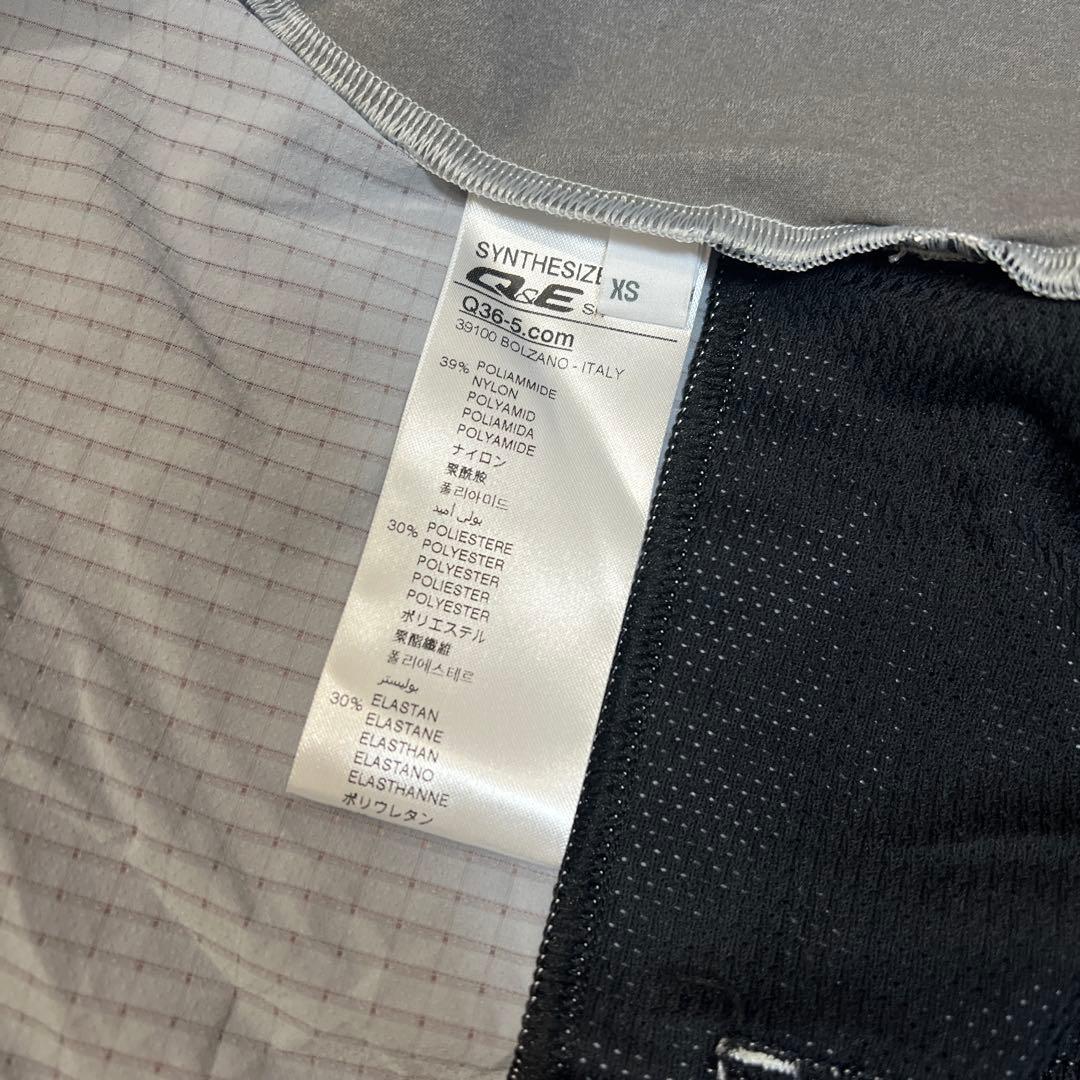 SYNTHESIZE
XS
Q&E
Q36-5.com
39100 BOLZANO - ITALY
39% POLIAMMIDE
NYLON
POLYAMID
POLIAMIDA
POLYAMIDE
ナイロン
聚酰胺
폴리아미드
بولي أميد
30% POLIESTERE
POLYESTER
POLYESTER
POLIESTER
POLYESTER
ポリエステル
聚酯纖維
폴리에스테르
بوليستر
30% ELASTAN
ELASTANE
ELASTHAN
ELASTANO
ELASTHANNE
ポリウレタン